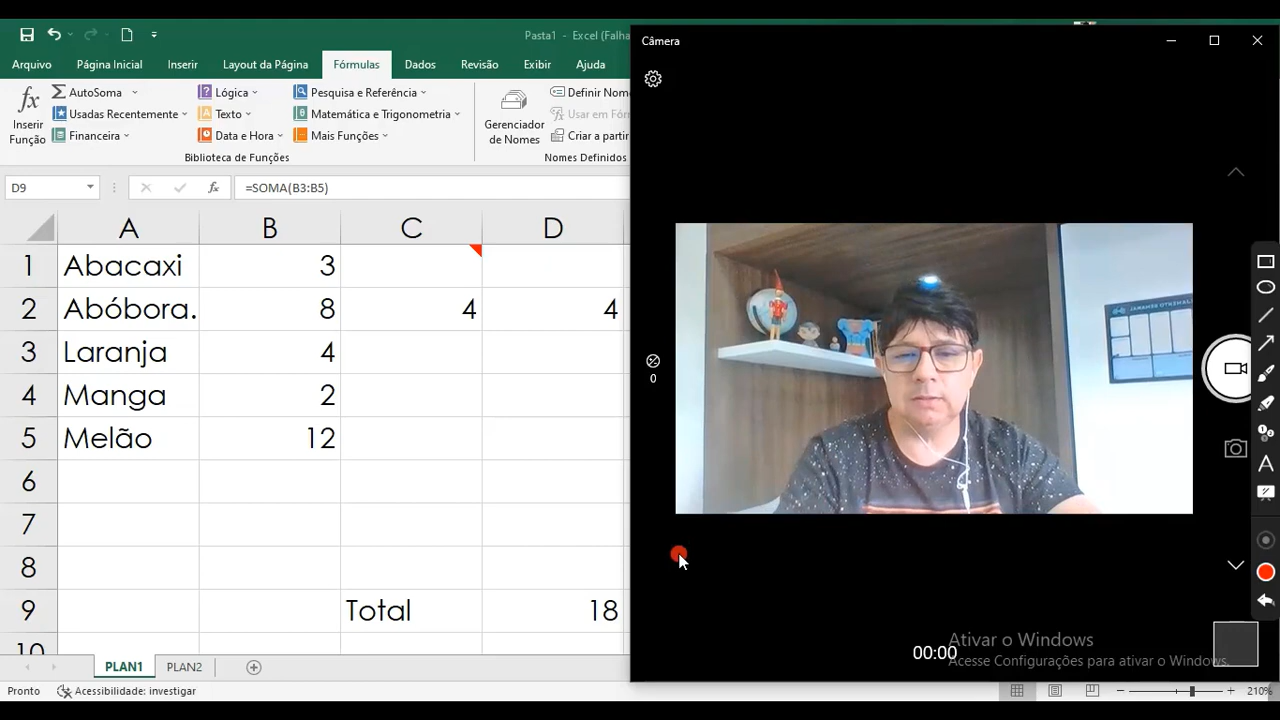 Pasta1 - Excel (Falha
Câmera
Arquivo Página Inicial Inserir Layout da Página Fórmulas Dados Revisão Exibir Ajuda
fx Inserir Função
AutoSoma
Usadas Recentemente
Financeira
Lógica
Texto
Data e Hora
Pesquisa e Referência
Matemática e Trigonometria
Mais Funções
Biblioteca de Funções
Gerenciador de Nomes
Definir Nome
Usar em Fór
Criar a partir
Nomes Definidos
D9 fx =SOMA(B3:B5)
A B C D
1 Abacaxi 3
2 Abóbora. 8 4 4
3 Laranja 4
4 Manga 2
5 Melão 12
6
7
8
9 Total 18
10
0
00:00
Ativar o Windows
Acesse Configurações para ativar o Windows.
PLAN1 PLAN2
Pronto Acessibilidade: investigar
210%